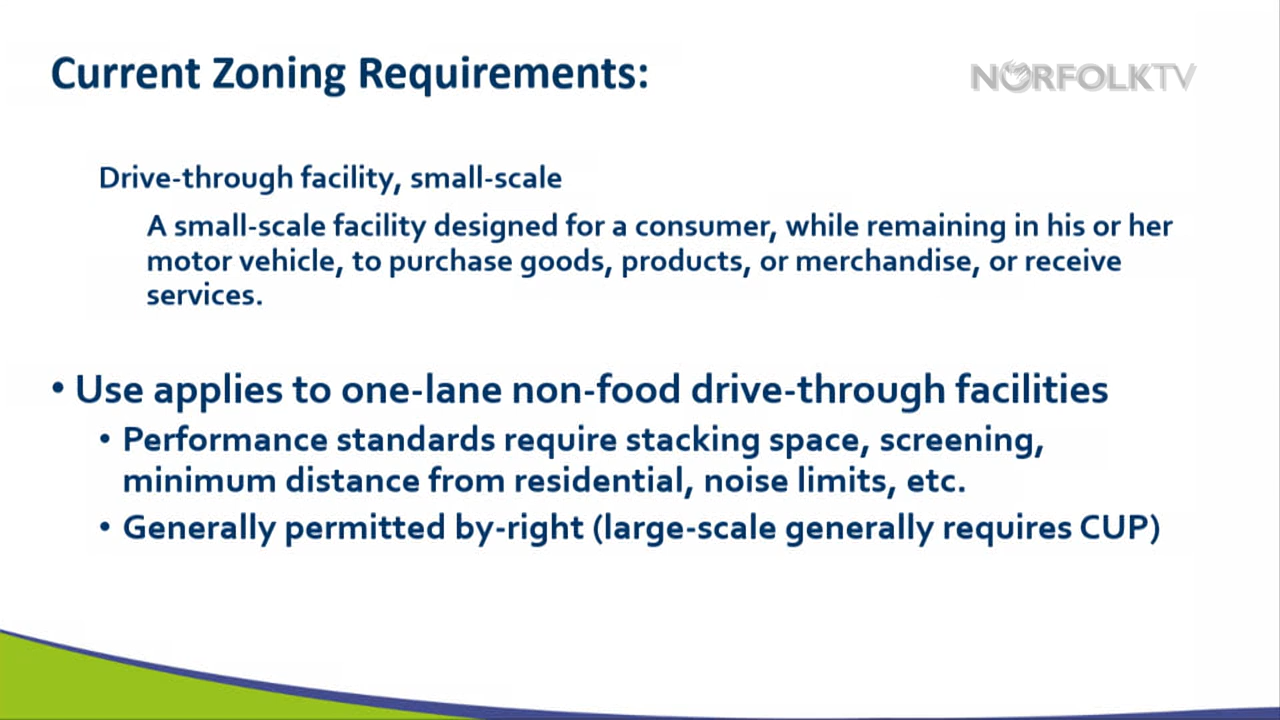 Current Zoning Requirements:
NORFOLKTV
Drive-through facility, small-scale
A small-scale facility designed for a consumer, while remaining in his or her
motor vehicle, to purchase goods, products, or merchandise, or receive
services.
• Use applies to one-lane non-food drive-through facilities
• Performance standards require stacking space, screening,
minimum distance from residential, noise limits, etc.
• Generally permitted by-right (large-scale generally requires CUP)